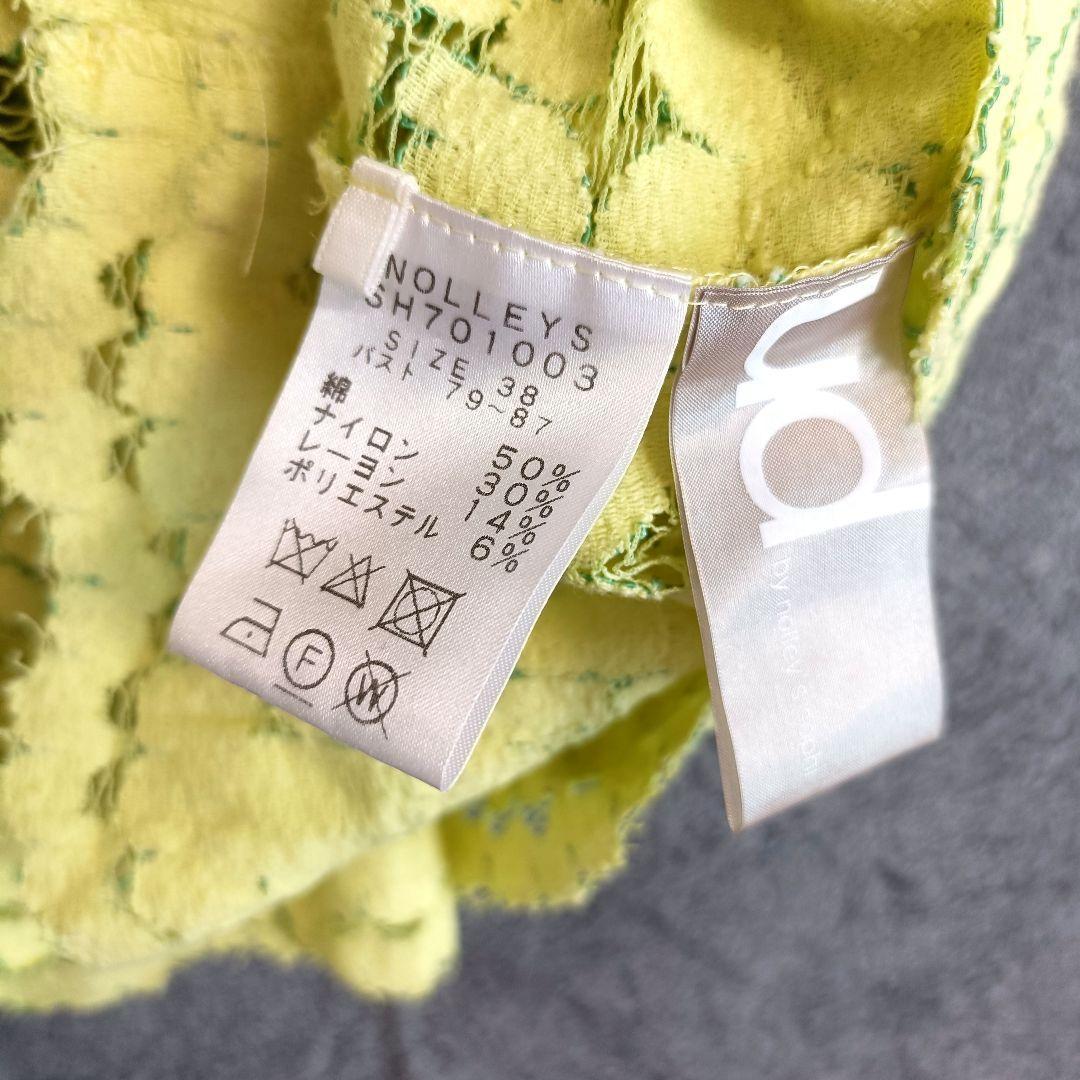 NOLLEYS
SH701003
SIZE 38
バスト 79~87
綿 50%
ナイロン 30%
レーヨン 14%
ポリエステル 6%
F
W